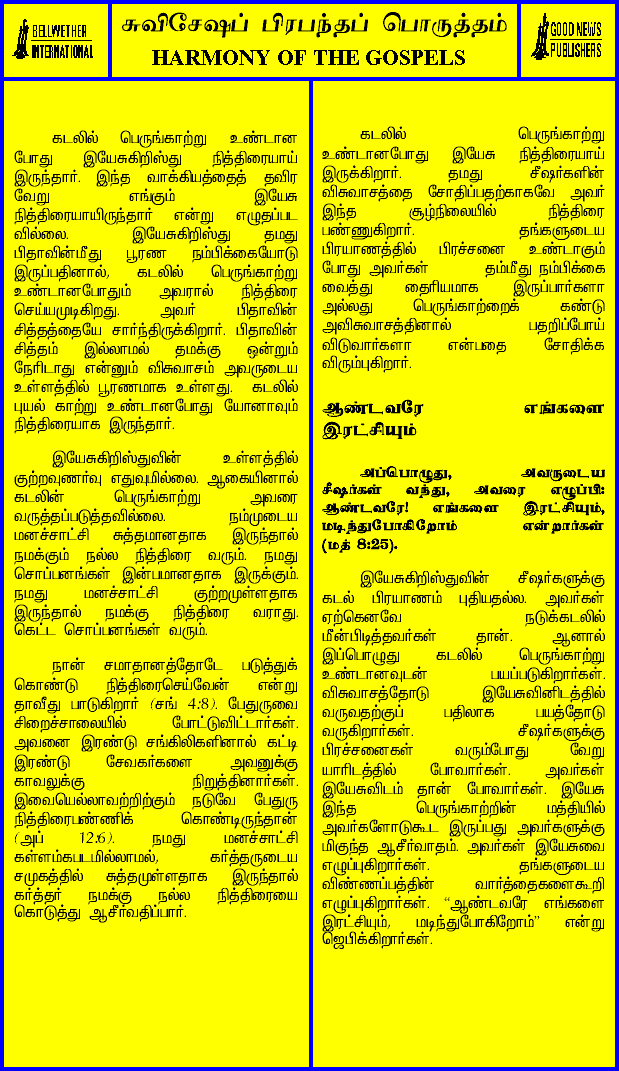 BELLWETHER
INTERNATIONAL
சுவிசேஷப் பிரபந்தப் பொருத்தம்
HARMONY OF THE GOSPELS
GOOD NEWS
PUBLISHERS
கடலில் பெருங்காற்று உண்டான
போது இயேசுகிறிஸ்து நித்திரையாய்
இருந்தார். இந்த வாக்கியத்தைத் தவிர
வேறு எங்கும் இயேசு
நித்திரையாயிருந்தார் என்று எழுதப்பட
வில்லை. இயேசுகிறிஸ்து தமது
பிதாவின்மீது பூரண நம்பிக்கையோடு
இருப்பதினால், கடலில் பெருங்காற்று
உண்டானபோதும் அவரால் நித்திரை
செய்யமுடிகிறது. அவர் பிதாவின்
சித்தத்தையே சார்ந்திருக்கிறார். பிதாவின்
சித்தம் இல்லாமல் தமக்கு ஒன்றும்
நேரிடாது என்னும் விசுவாசம் அவருடைய
உள்ளத்தில் பூரணமாக உள்ளது. கடலில்
புயல் காற்று உண்டானபோது யோனாவும்
நித்திரையாக இருந்தார்.
இயேசுகிறிஸ்துவின் உள்ளத்தில்
குற்றவுணர்வு எதுவுமில்லை. ஆகையினால்
கடலின் பெருங்காற்று அவரை
வருத்தப்படுத்தவில்லை. நம்முடைய
மனச்சாட்சி சுத்தமானதாக இருந்தால்
நமக்கும் நல்ல நித்திரை வரும். நமது
சொப்பனங்கள் இன்பமானதாக இருக்கும்.
நமது மனச்சாட்சி குற்றமுள்ளதாக
இருந்தால் நமக்கு நித்திரை வராது.
கெட்ட சொப்பனங்கள் வரும்.
நான் சமாதானத்தோடே படுத்துக்
கொண்டு நித்திரைசெய்வேன் என்று
தாவீது பாடுகிறார் (சங் 4:8). பேதுருவை
சிறைச்சாலையில் போட்டுவிட்டார்கள்.
அவனை இரண்டு சங்கிலிகளினால் கட்டி
இரண்டு சேவகர்களை அவனுக்கு
காவலுக்கு நிறுத்தினார்கள்.
இவையெல்லாவற்றிற்கும் நடுவே பேதுரு
நித்திரைபண்ணிக் கொண்டிருந்தான்
(அப் 12:6). நமது மனச்சாட்சி
கள்ளம்கபடமில்லாமல், கர்த்தருடைய
சமுகத்தில் சுத்தமுள்ளதாக இருந்தால்
கர்த்தர் நமக்கு நல்ல நித்திரையை
கொடுத்து ஆசீர்வதிப்பார்.
கடலில் பெருங்காற்று
உண்டானபோது இயேசு நித்திரையாய்
இருக்கிறார். தமது சீஷர்களின்
விசுவாசத்தை சோதிப்பதற்காகவே அவர்
இந்த சூழ்நிலையில் நித்திரை
பண்ணுகிறார். தங்களுடைய
பிரயாணத்தில் பிரச்சனை உண்டாகும்
போது அவர்கள் தம்மீது நம்பிக்கை
வைத்து தைரியமாக இருப்பார்களா
அல்லது பெருங்காற்றைக் கண்டு
அவிசுவாசத்தினால் பதறிப்போய்
விடுவார்களா என்பதை சோதிக்க
விரும்புகிறார்.
ஆண்டவரே எங்களை
இரட்சியும்
அப்பொழுது, அவருடைய
சீஷர்கள் வந்து, அவரை எழுப்பி:
ஆண்டவரே! எங்களை இரட்சியும்,
மடிந்துபோகிறோம் என்றார்கள்
(மத் 8:25).
இயேசுகிறிஸ்துவின் சீஷர்களுக்கு
கடல் பிரயாணம் புதியதல்ல. அவர்கள்
ஏற்கெனவே நடுக்கடலில்
மீன்பிடித்தவர்கள் தான். ஆனால்
இப்பொழுது கடலில் பெருங்காற்று
உண்டானவுடன் பயப்படுகிறார்கள்.
விசுவாசத்தோடு இயேசுவினிடத்தில்
வருவதற்குப் பதிலாக பயத்தோடு
வருகிறார்கள். சீஷர்களுக்கு
பிரச்சனைகள் வரும்போது வேறு
யாரிடத்தில் போவார்கள். அவர்கள்
இயேசுவிடம் தான் போவார்கள். இயேசு
இந்த பெருங்காற்றின் மத்தியில்
அவர்களோடுகூட இருப்பது அவர்களுக்கு
மிகுந்த ஆசீர்வாதம். அவர்கள் இயேசுவை
எழுப்புகிறார்கள். தங்களுடைய
விண்ணப்பத்தின் வார்த்தைகளைகூறி
எழுப்புகிறார்கள். “ஆண்டவரே எங்களை
இரட்சியும், மடிந்துபோகிறோம்” என்று
ஜெபிக்கிறார்கள்.